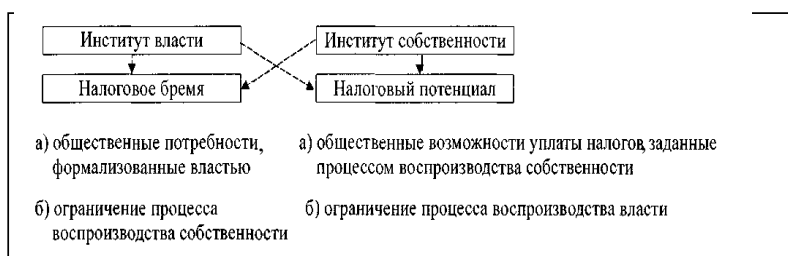 Институт власти
Институт собственности
Налоговое бремя
Налоговый потенциал
а) общественные потребности,
формализованные властью
а) общественные возможности уплаты налогов, заданные
процессом воспроизводства собственности
б) ограничение процесса
воспроизводства собственности
б) ограничение процесса воспроизводства власти